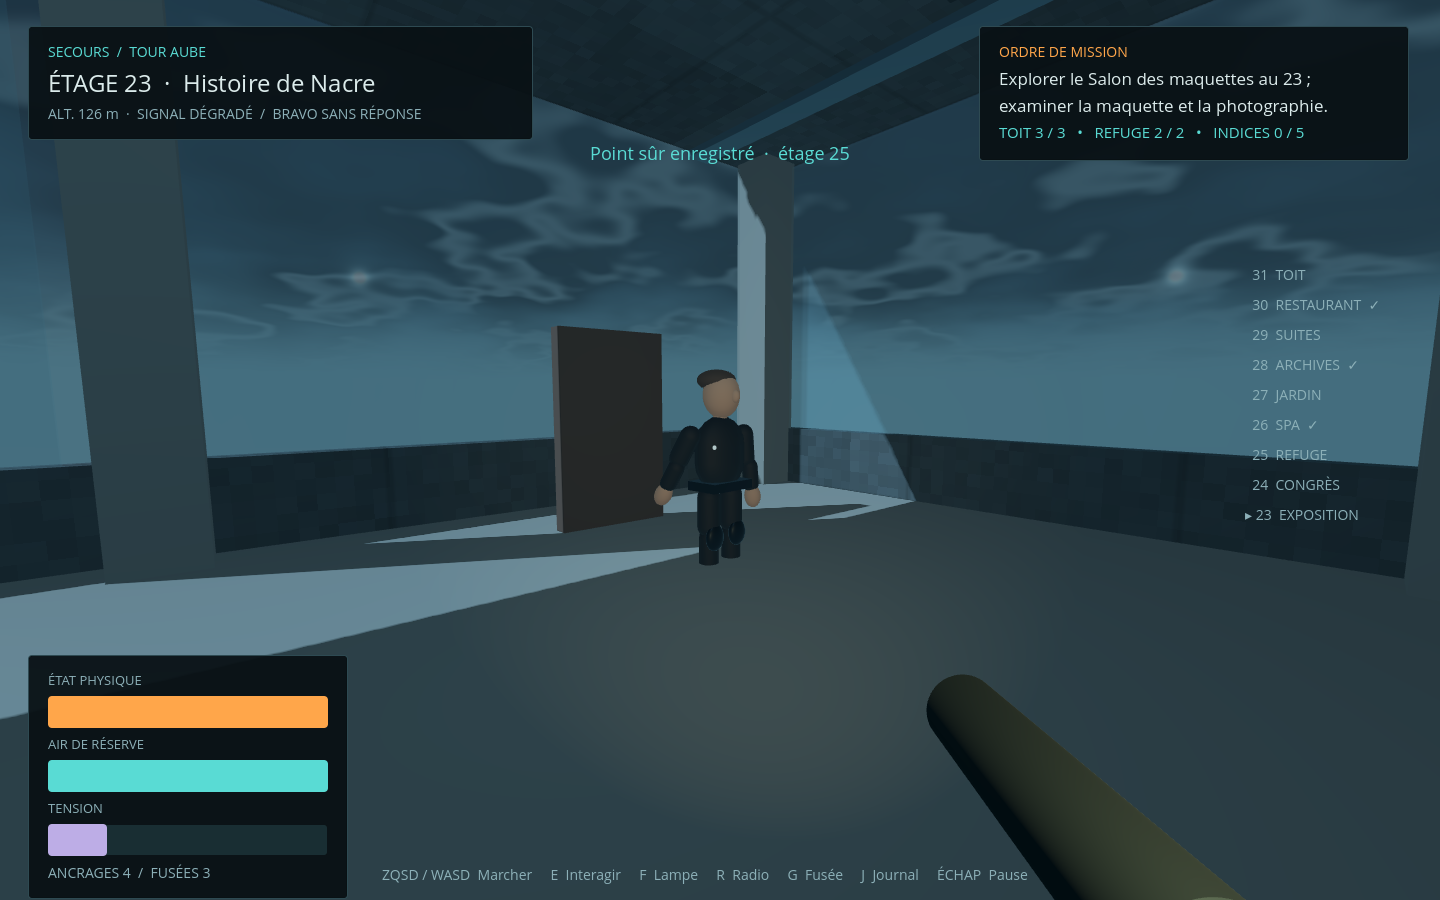 SECOURS / TOUR AUBE
ÉTAGE 23 · Histoire de Nacre
ALT. 126 m · SIGNAL DÉGRADÉ / BRAVO SANS RÉPONSE
ORDRE DE MISSION
Explorer le Salon des maquettes au 23 ;
examiner la maquette et la photographie.
TOIT 3 / 3 • REFUGE 2 / 2 • INDICES 0 / 5
Point sûr enregistré · étage 25
31 TOIT
30 RESTAURANT ✓
29 SUITES
28 ARCHIVES ✓
27 JARDIN
26 SPA ✓
25 REFUGE
24 CONGRÈS
▸ 23 EXPOSITION
ÉTAT PHYSIQUE
AIR DE RÉSERVE
TENSION
ANCRAGES 4 / FUSÉES 3
ZQSD / WASD Marcher E Interagir F Lampe R Radio G Fusée J Journal ÉCHAP Pause